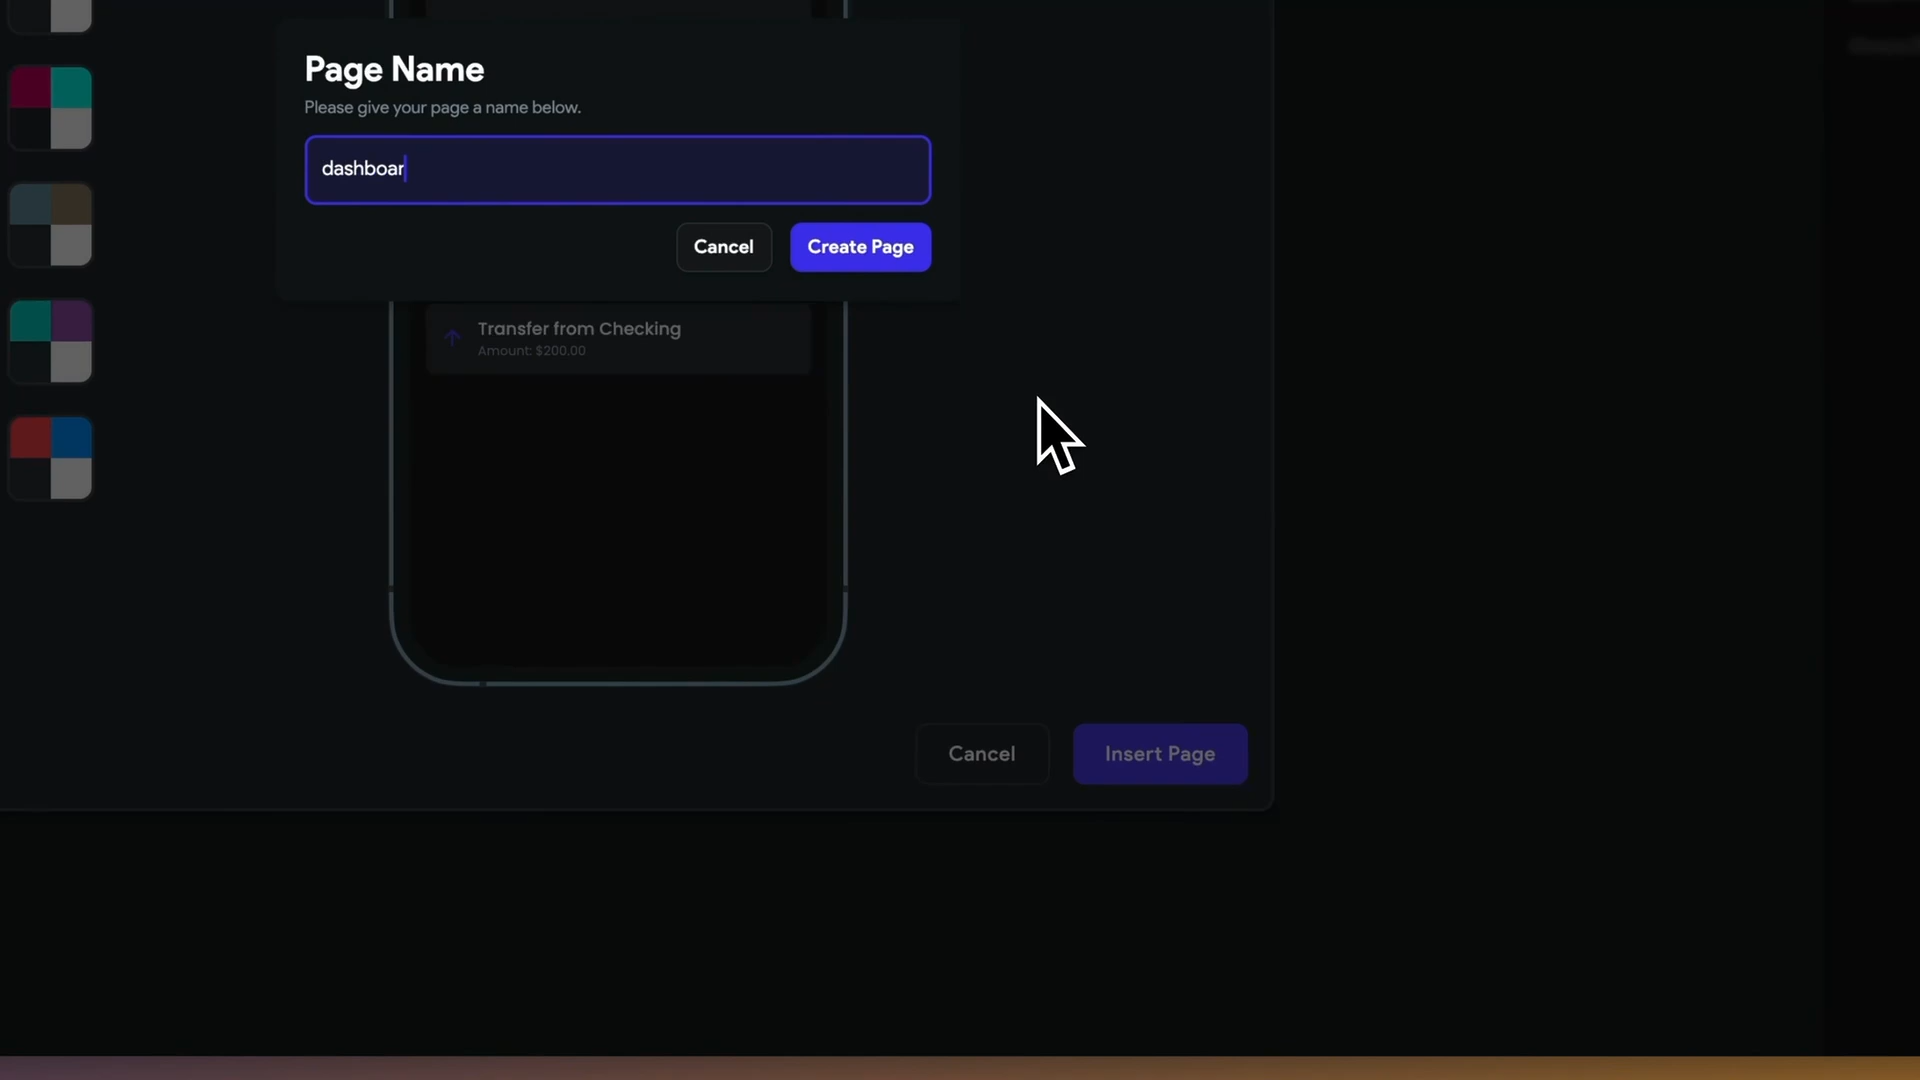 Page Name
Please give your page a name below.
dashboar
Cancel
Create Page
Transfer from Checking
Amount: $200.00
Cancel
Insert Page